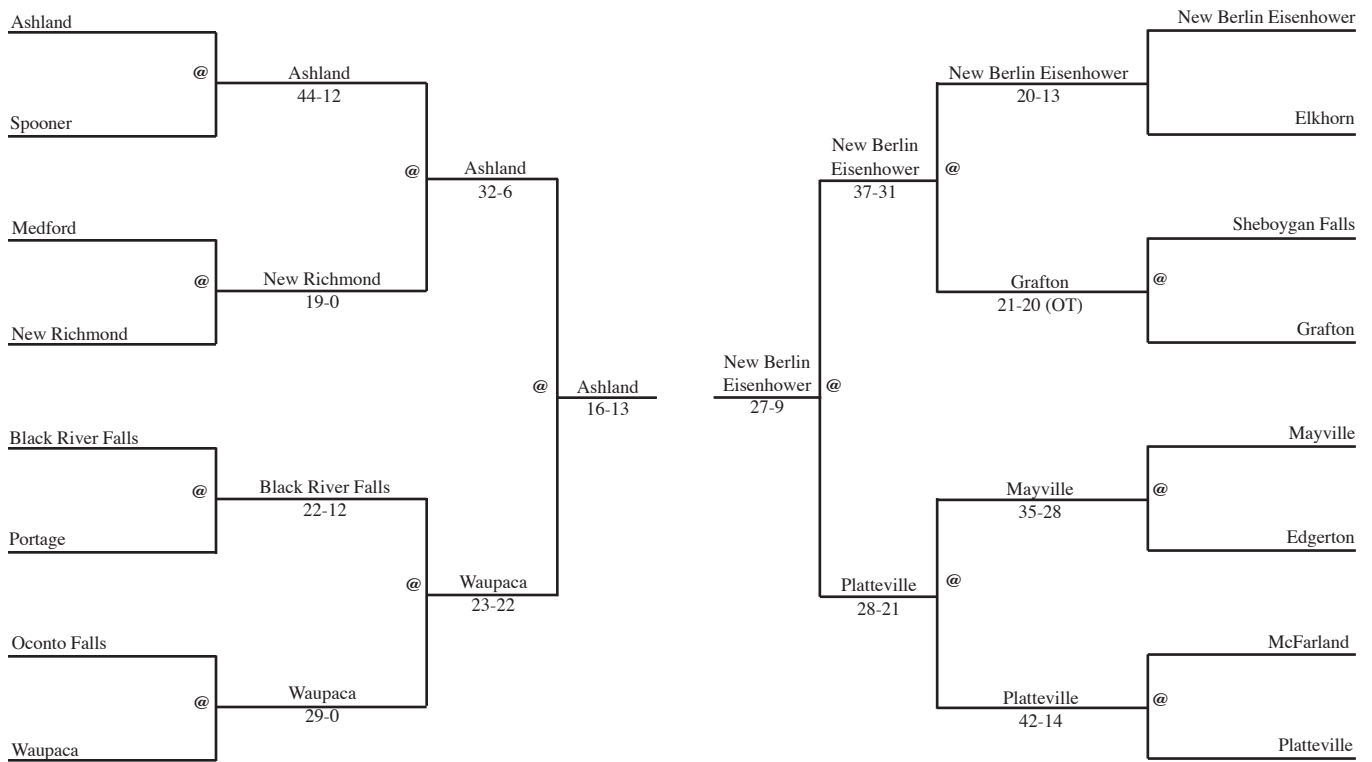 Ashland
@
Ashland
44-12
Spooner
@
Ashland
32-6
Medford
@
New Richmond
19-0
New Richmond
@
Ashland
16-13
Black River Falls
@
Black River Falls
22-12
Portage
@
Waupaca
23-22
Oconto Falls
@
Waupaca
29-0
Waupaca
New Berlin Eisenhower
New Berlin Eisenhower
20-13
Elkhorn
New Berlin
Eisenhower
37-31
@
Sheboygan Falls
Grafton
21-20 (OT)
@
Grafton
New Berlin
Eisenhower
27-9
@
Mayville
Mayville
35-28
@
Edgerton
Platteville
28-21
@
McFarland
Platteville
42-14
@
Platteville